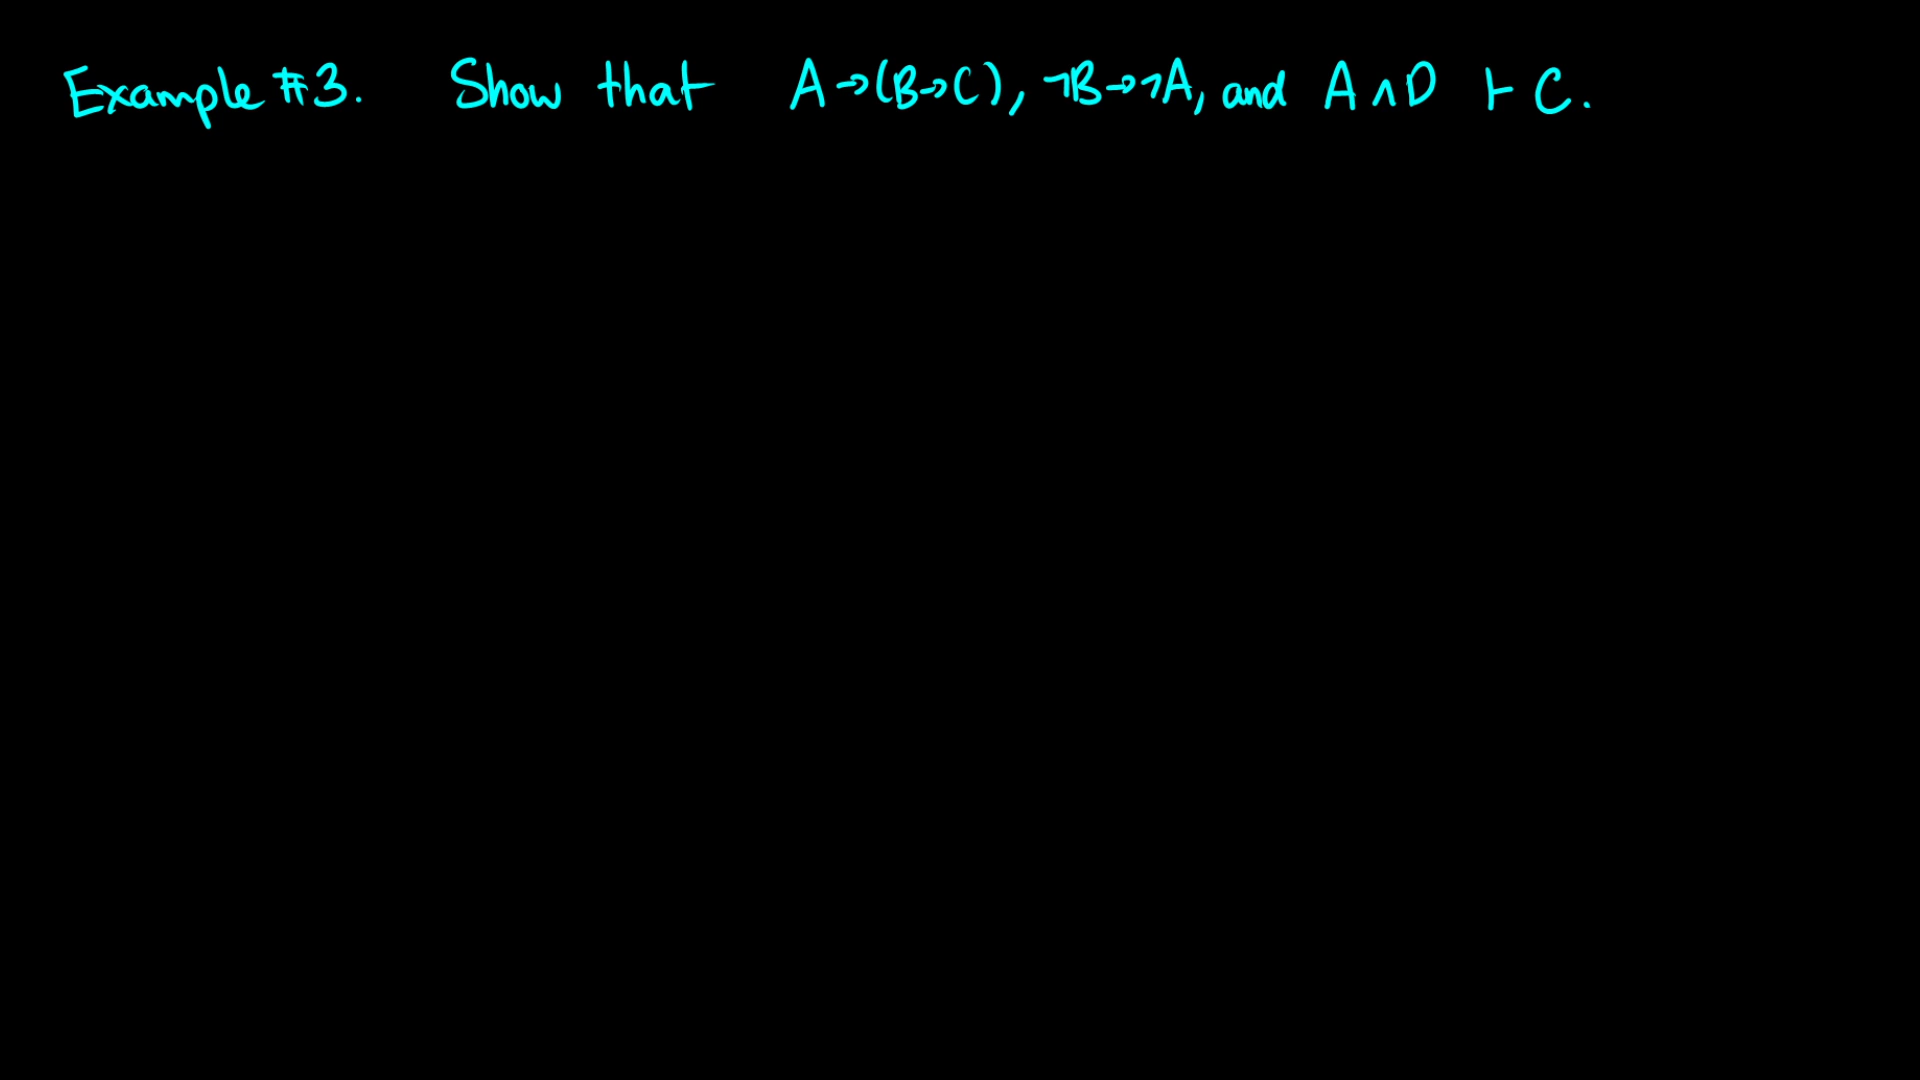 Example #3. Show that A→(B→C), ¬B→¬A, and A∧D ⊢ C.